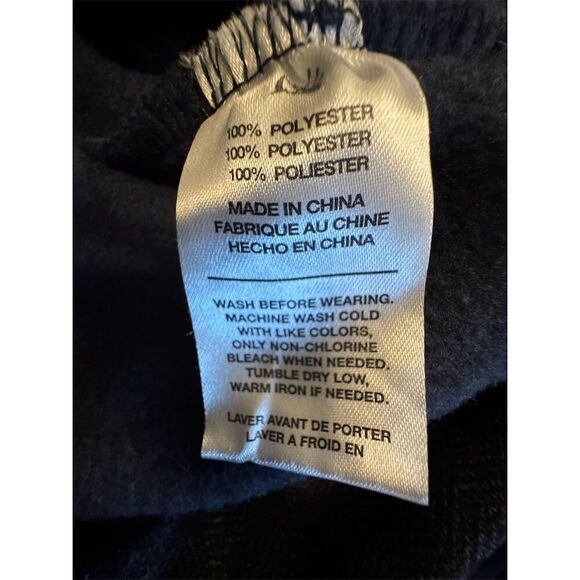 100% POLYESTER
100% POLYESTER
100% POLIESTER
MADE IN CHINA
FABRIQUE AU CHINE
HECHO EN CHINA
WASH BEFORE WEARING.
MACHINE WASH COLD
WITH LIKE COLORS,
ONLY NON-CHLORINE
BLEACH WHEN NEEDED.
TUMBLE DRY LOW,
WARM IRON IF NEEDED.
LAVER AVANT DE PORTER
LAVER A FROID EN